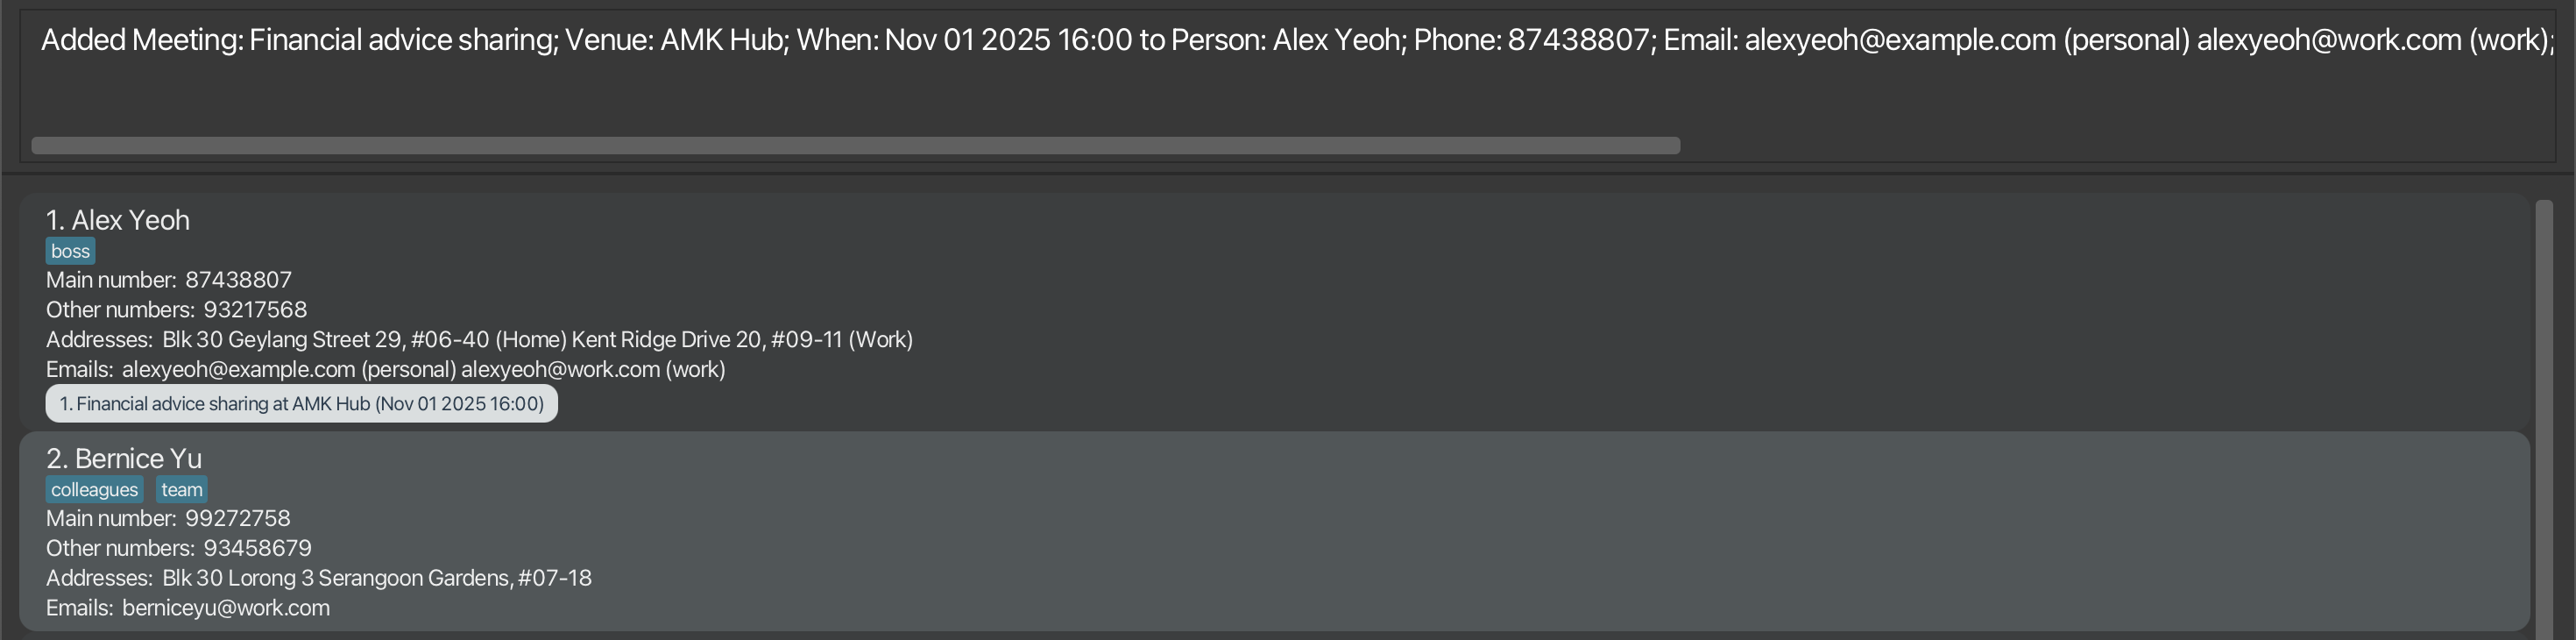 Added Meeting: Financial advice sharing; Venue: AMK Hub; When: Nov 01 2025 16:00 to Person: Alex Yeoh; Phone: 87438807; Email: alexyeoh@example.com (personal) alexyeoh@work.com (work);
1. Alex Yeoh
boss
Main number: 87438807
Other numbers: 93217568
Addresses: Blk 30 Geylang Street 29, #06-40 (Home) Kent Ridge Drive 20, #09-11 (Work)
Emails: alexyeoh@example.com (personal) alexyeoh@work.com (work)
1. Financial advice sharing at AMK Hub (Nov 01 2025 16:00)
2. Bernice Yu
colleagues team
Main number: 99272758
Other numbers: 93458679
Addresses: Blk 30 Lorong 3 Serangoon Gardens, #07-18
Emails: berniceyu@work.com